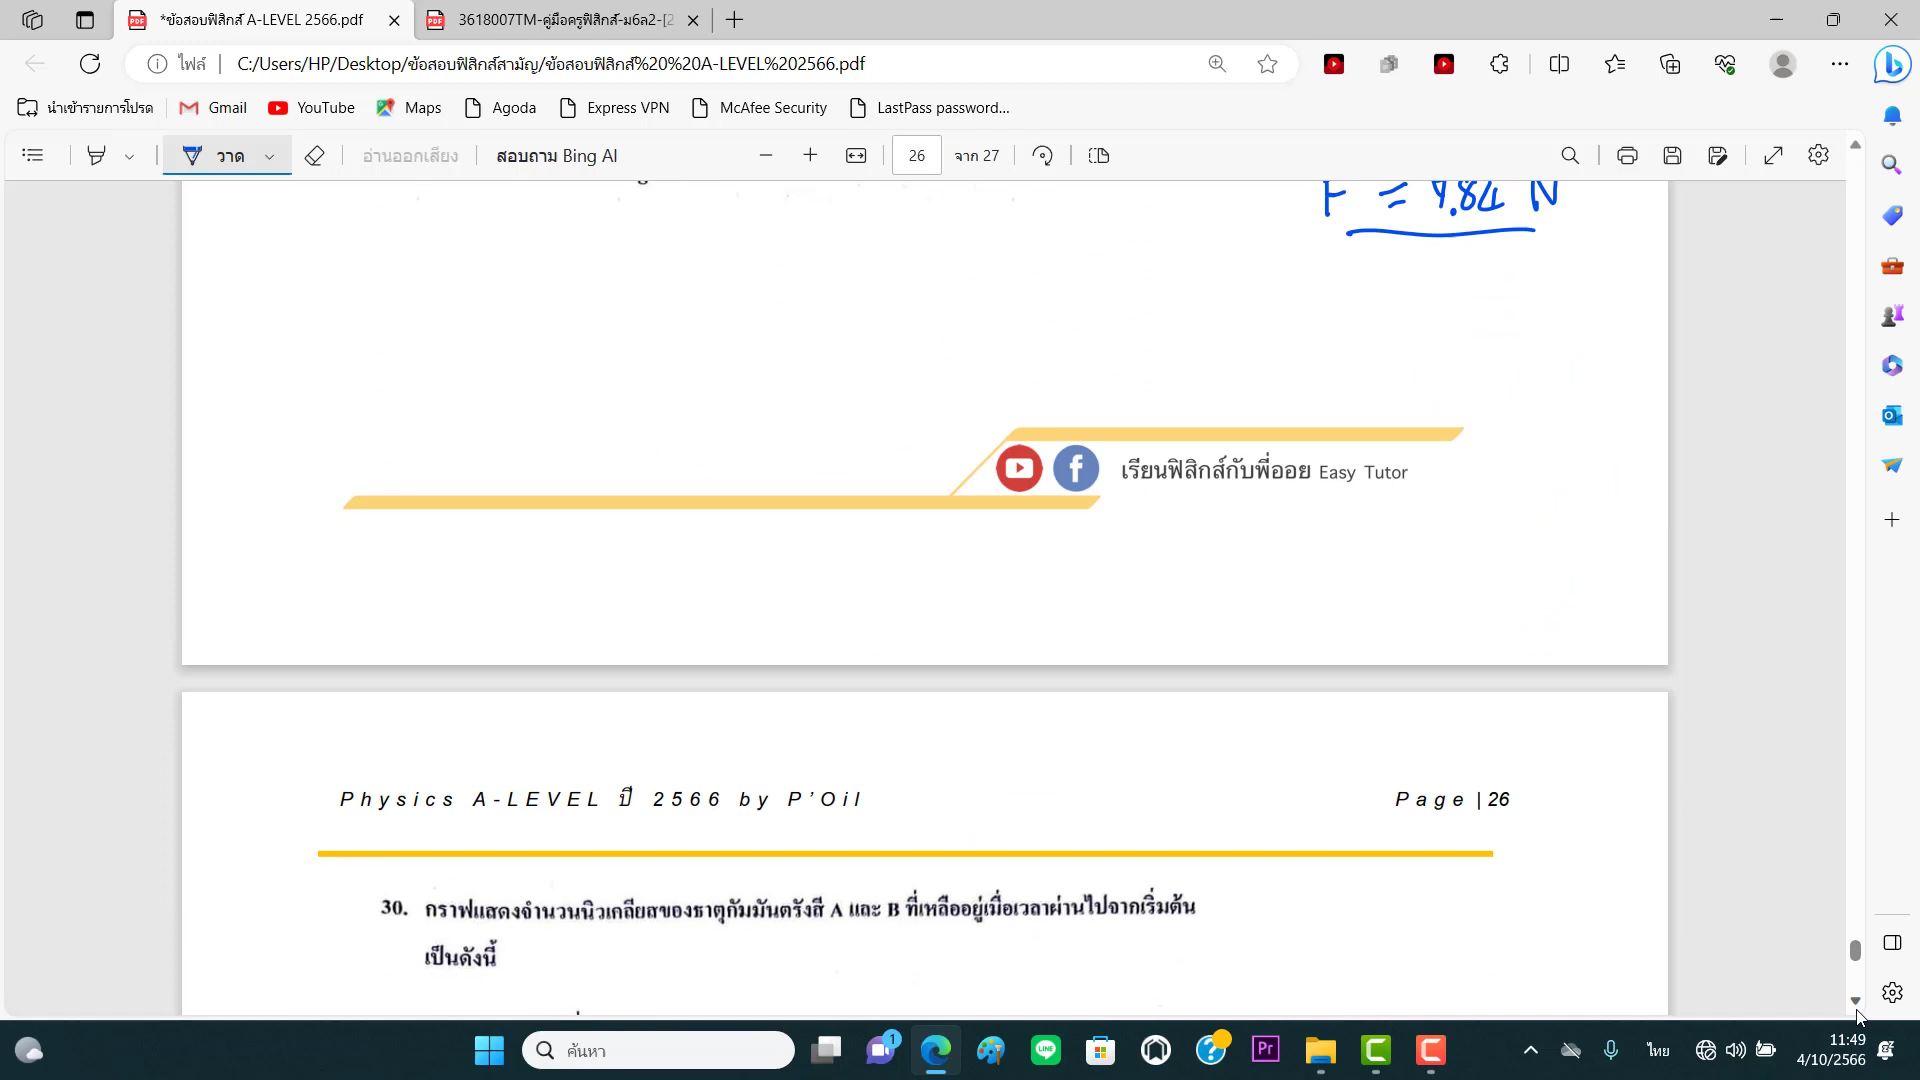 *ข้อสอบฟิสิกส์ A-LEVEL 2566.pdf
3618007TM-คู่มือครูฟิสิกส์-ม6ล2-[2
ไฟล์
C:/Users/HP/Desktop/ข้อสอบฟิสิกส์สามัญ/ข้อสอบฟิสิกส์%20%20A-LEVEL%202566.pdf
นำเข้ารายการโปรด
Gmail
YouTube
Maps
Agoda
Express VPN
McAfee Security
LastPass password...
วาด
อ่านออกเสียง
สอบถาม Bing AI
26
จาก 27
F = 9.84 N
เรียนฟิสิกส์กับพี่ออย Easy Tutor
Physics A-LEVEL ปี 2566 by P'Oil
Page | 26
30. กราฟแสดงจำนวนนิวเคลียสของธาตุกัมมันตรังสี A และ B ที่เหลืออยู่เมื่อเวลาผ่านไปจากเริ่มต้น
เป็นดังนี้
ค้นหา
1
LINE
Pr
ไทย
11:49
4/10/2566